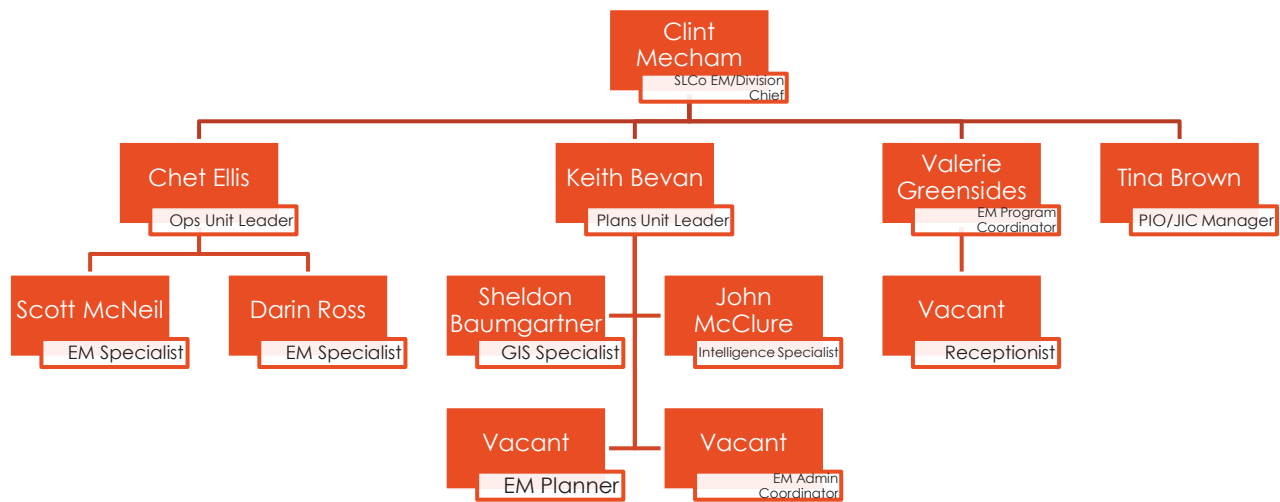 Clint
Mecham
SLCo EM/Division
Chief
Chet Ellis
Ops Unit Leader
Keith Bevan
Plans Unit Leader
Valerie
Greensides
EM Program
Coordinator
Tina Brown
PIO/JIC Manager
Scott McNeil
EM Specialist
Darin Ross
EM Specialist
Sheldon
Baumgartner
GIS Specialist
John
McClure
Intelligence Specialist
Vacant
Receptionist
Vacant
EM Planner
Vacant
EM Admin
Coordinator